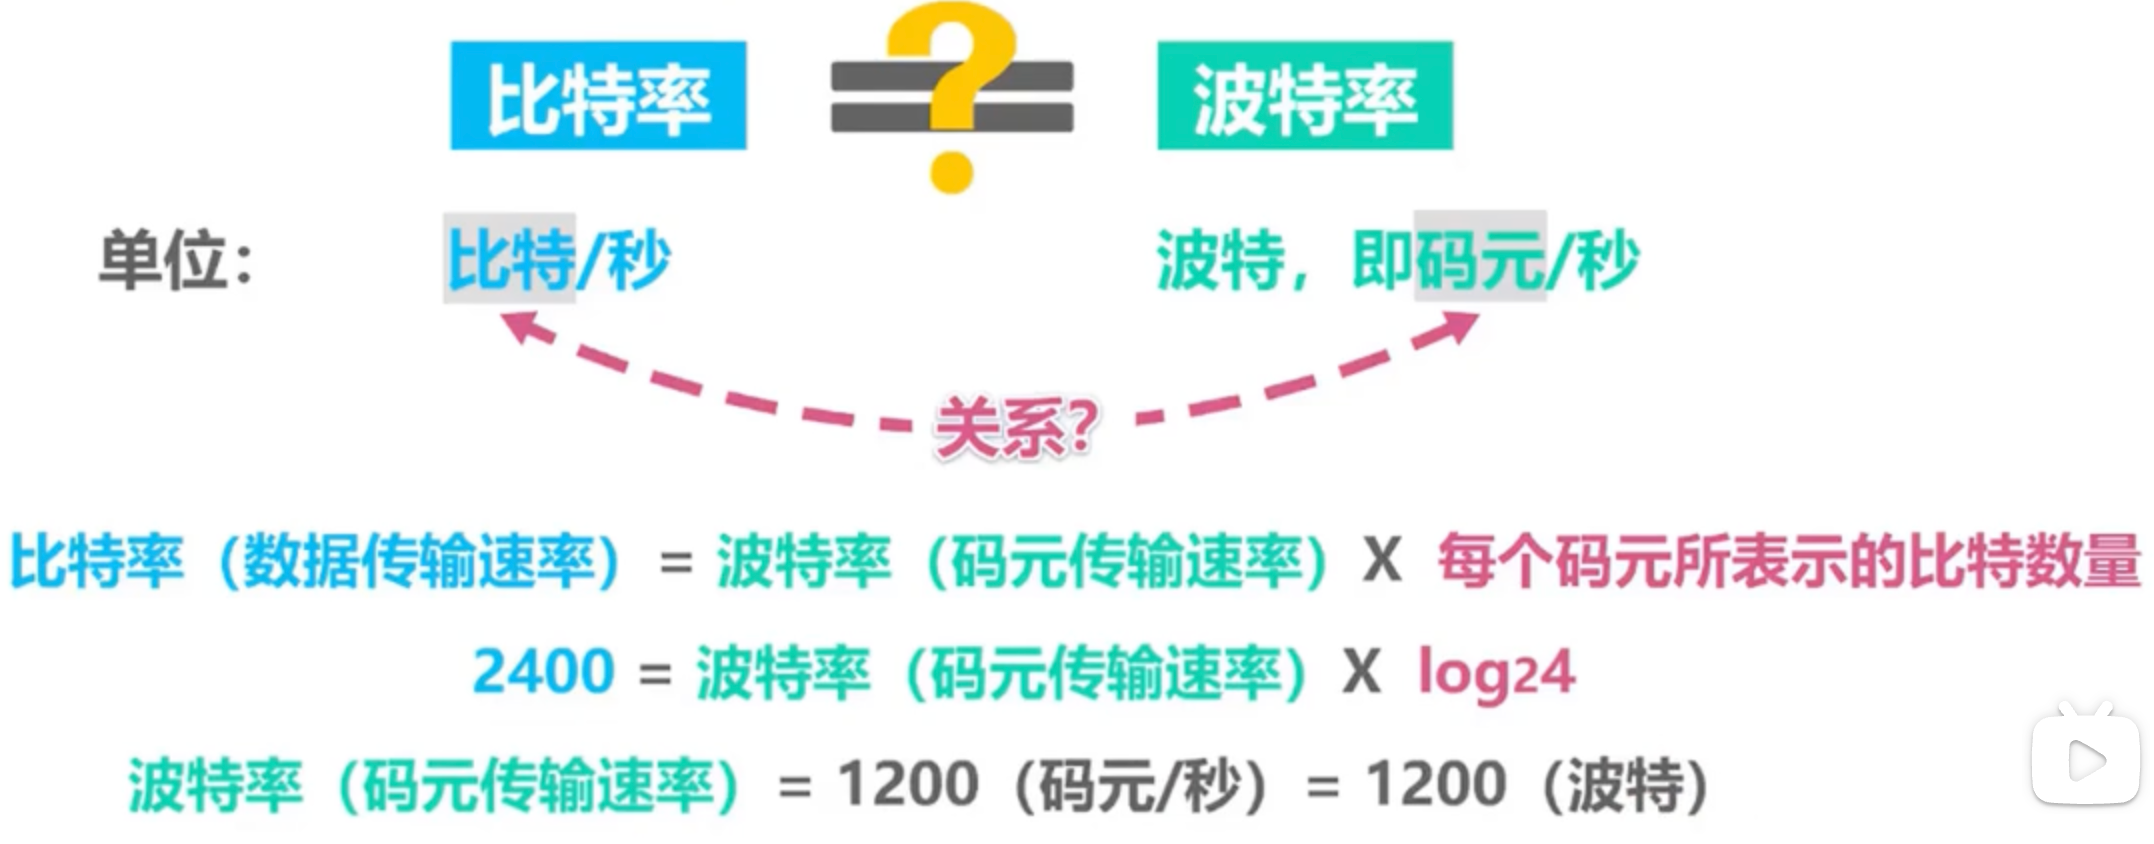 比特率 ? 波特率
单位： 比特/秒 波特，即码元/秒
关系？
比特率（数据传输速率） = 波特率（码元传输速率） X 每个码元所表示的比特数量
2400 = 波特率（码元传输速率） X log24
波特率（码元传输速率） = 1200（码元/秒） = 1200（波特）